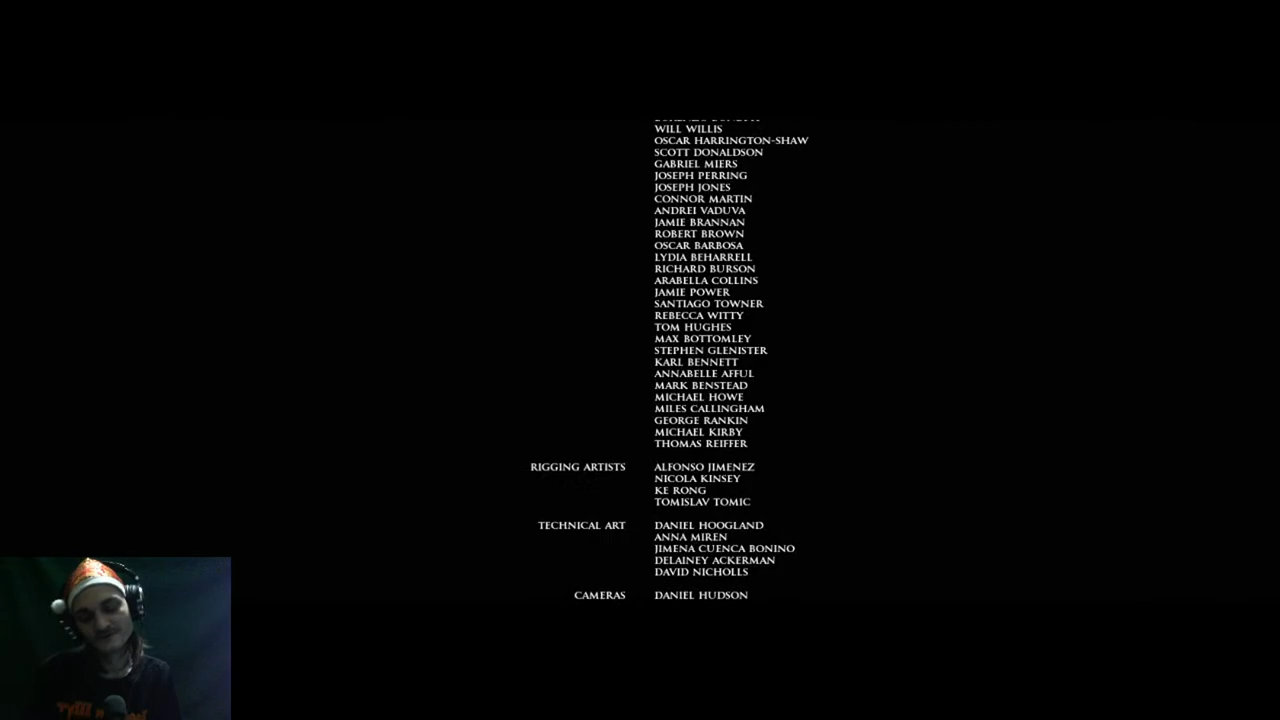 WILL WILLIS
OSCAR HARRINGTON-SHAW
SCOTT DONALDSON
GABRIEL MIERS
JOSEPH PERRING
JOSEPH JONES
CONNOR MARTIN
ANDREI VADUVA
JAMIE BRANNAN
ROBERT BROWN
OSCAR BARBOSA
LYDIA BEHARRELL
RICHARD BURSON
ARABELLA COLLINS
JAMIE POWER
SANTIAGO TOWNER
REBECCA WITTY
TOM HUGHES
MAX BOTTOMLEY
STEPHEN GLENISTER
KARL BENNETT
ANNABELLE AFFUL
MARK BENSTEAD
MICHAEL HOWE
MILES CALLINGHAM
GEORGE RANKIN
MICHAEL KIRBY
THOMAS REIFFER
RIGGING ARTISTS ALFONSO JIMENEZ
NICOLA KINSEY
KE RONG
TOMISLAV TOMIC
TECHNICAL ART DANIEL HOOGLAND
ANNA MIREN
JIMENA CUENCA BONINO
DELAINEY ACKERMAN
DAVID NICHOLLS
CAMERAS DANIEL HUDSON